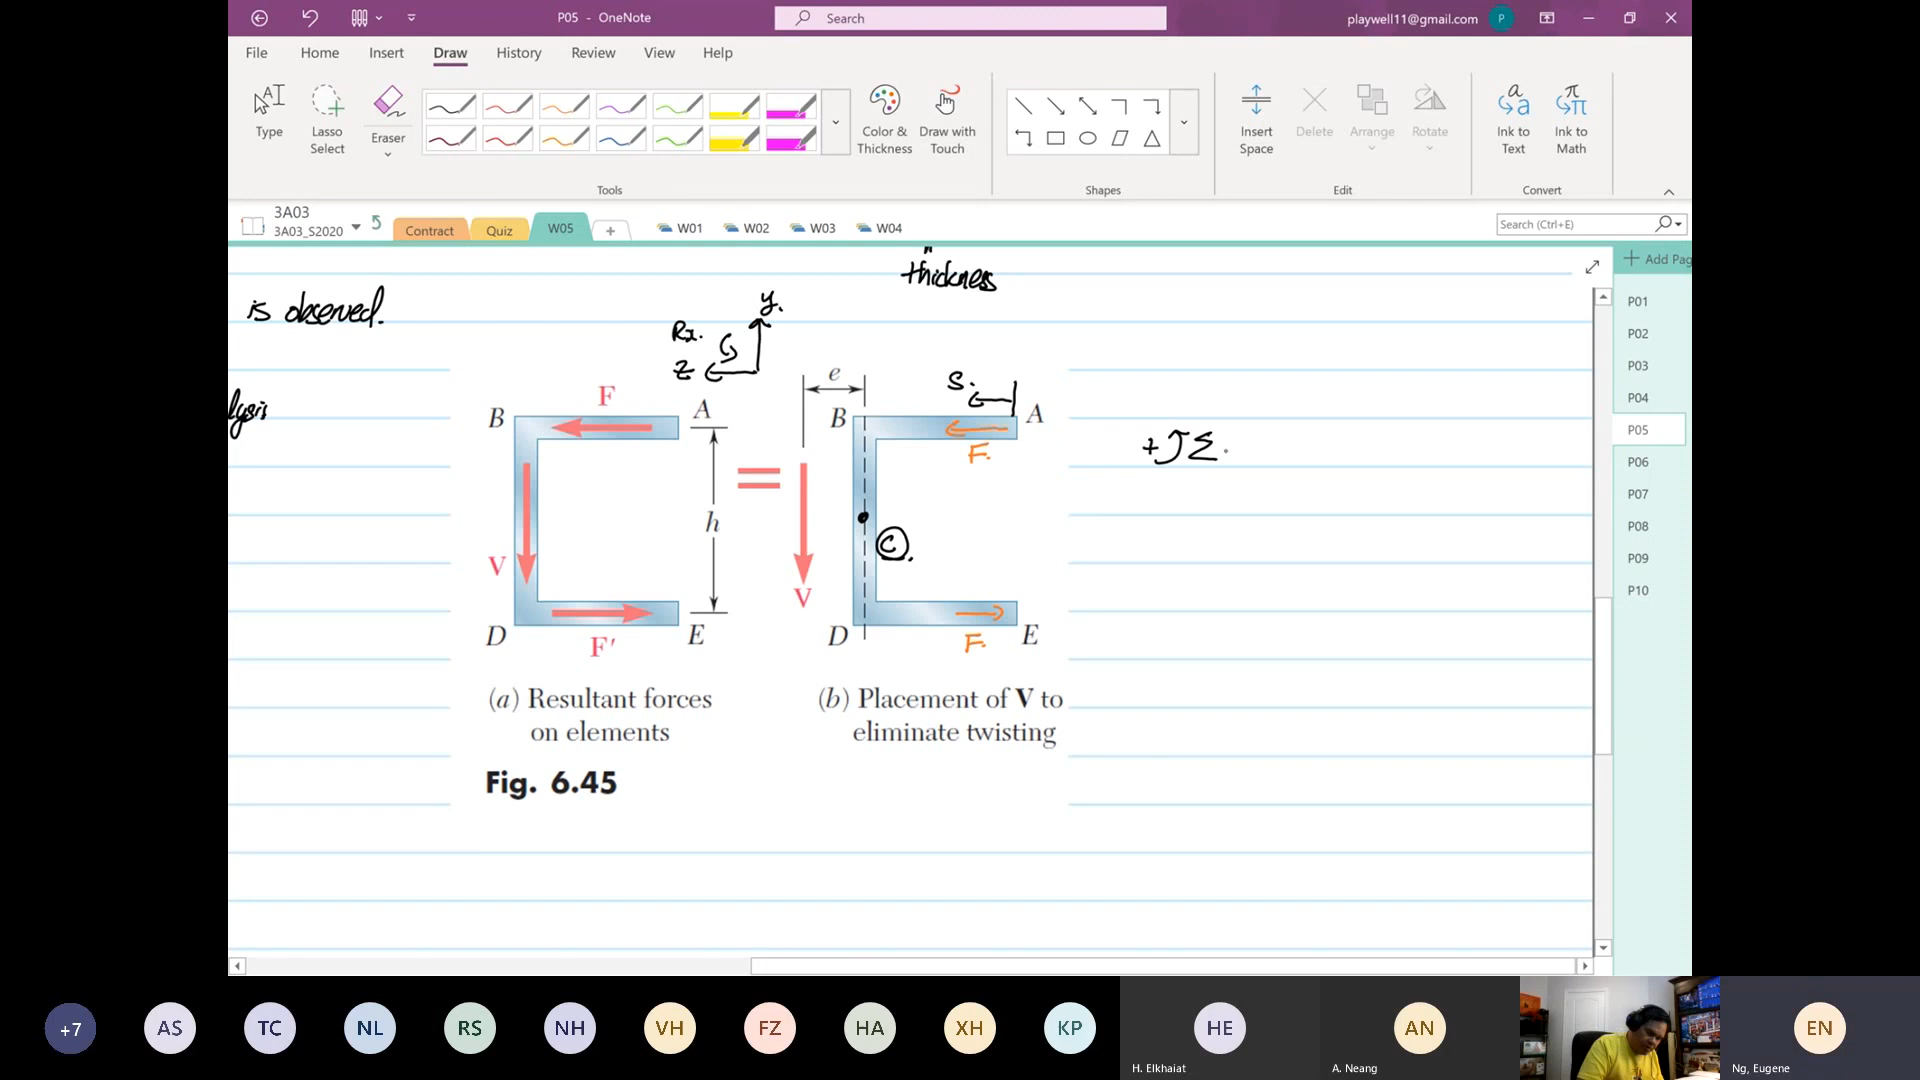 P05 - OneNote
Search
playwell11@gmail.com
P
File Home Insert Draw History Review View Help
Type
Lasso Select
Eraser
Color & Thickness
Draw with Touch
Insert Space
Delete
Arrange
Rotate
Ink to Text
Ink to Math
Tools
Shapes
Edit
Convert
3A03
3A03_S2020
Contract
Quiz
W05
+
W01
W02
W03
W04
Search (Ctrl+E)
Add Pag
P01
P02
P03
P04
P05
P06
P07
P08
P09
P10
thickness
is observed.
lysis
y.
Rx.
z
F
B
A
h
V
D
E
F′
=
e
s.
B
A
F.
C
V
D
E
F.
+ Σ
(a) Resultant forces
on elements
(b) Placement of V to
eliminate twisting
Fig. 6.45
+7 AS TC NL RS NH VH FZ HA XH KP HE AN EN
H. Elkhaiat
A. Neang
Ng, Eugene